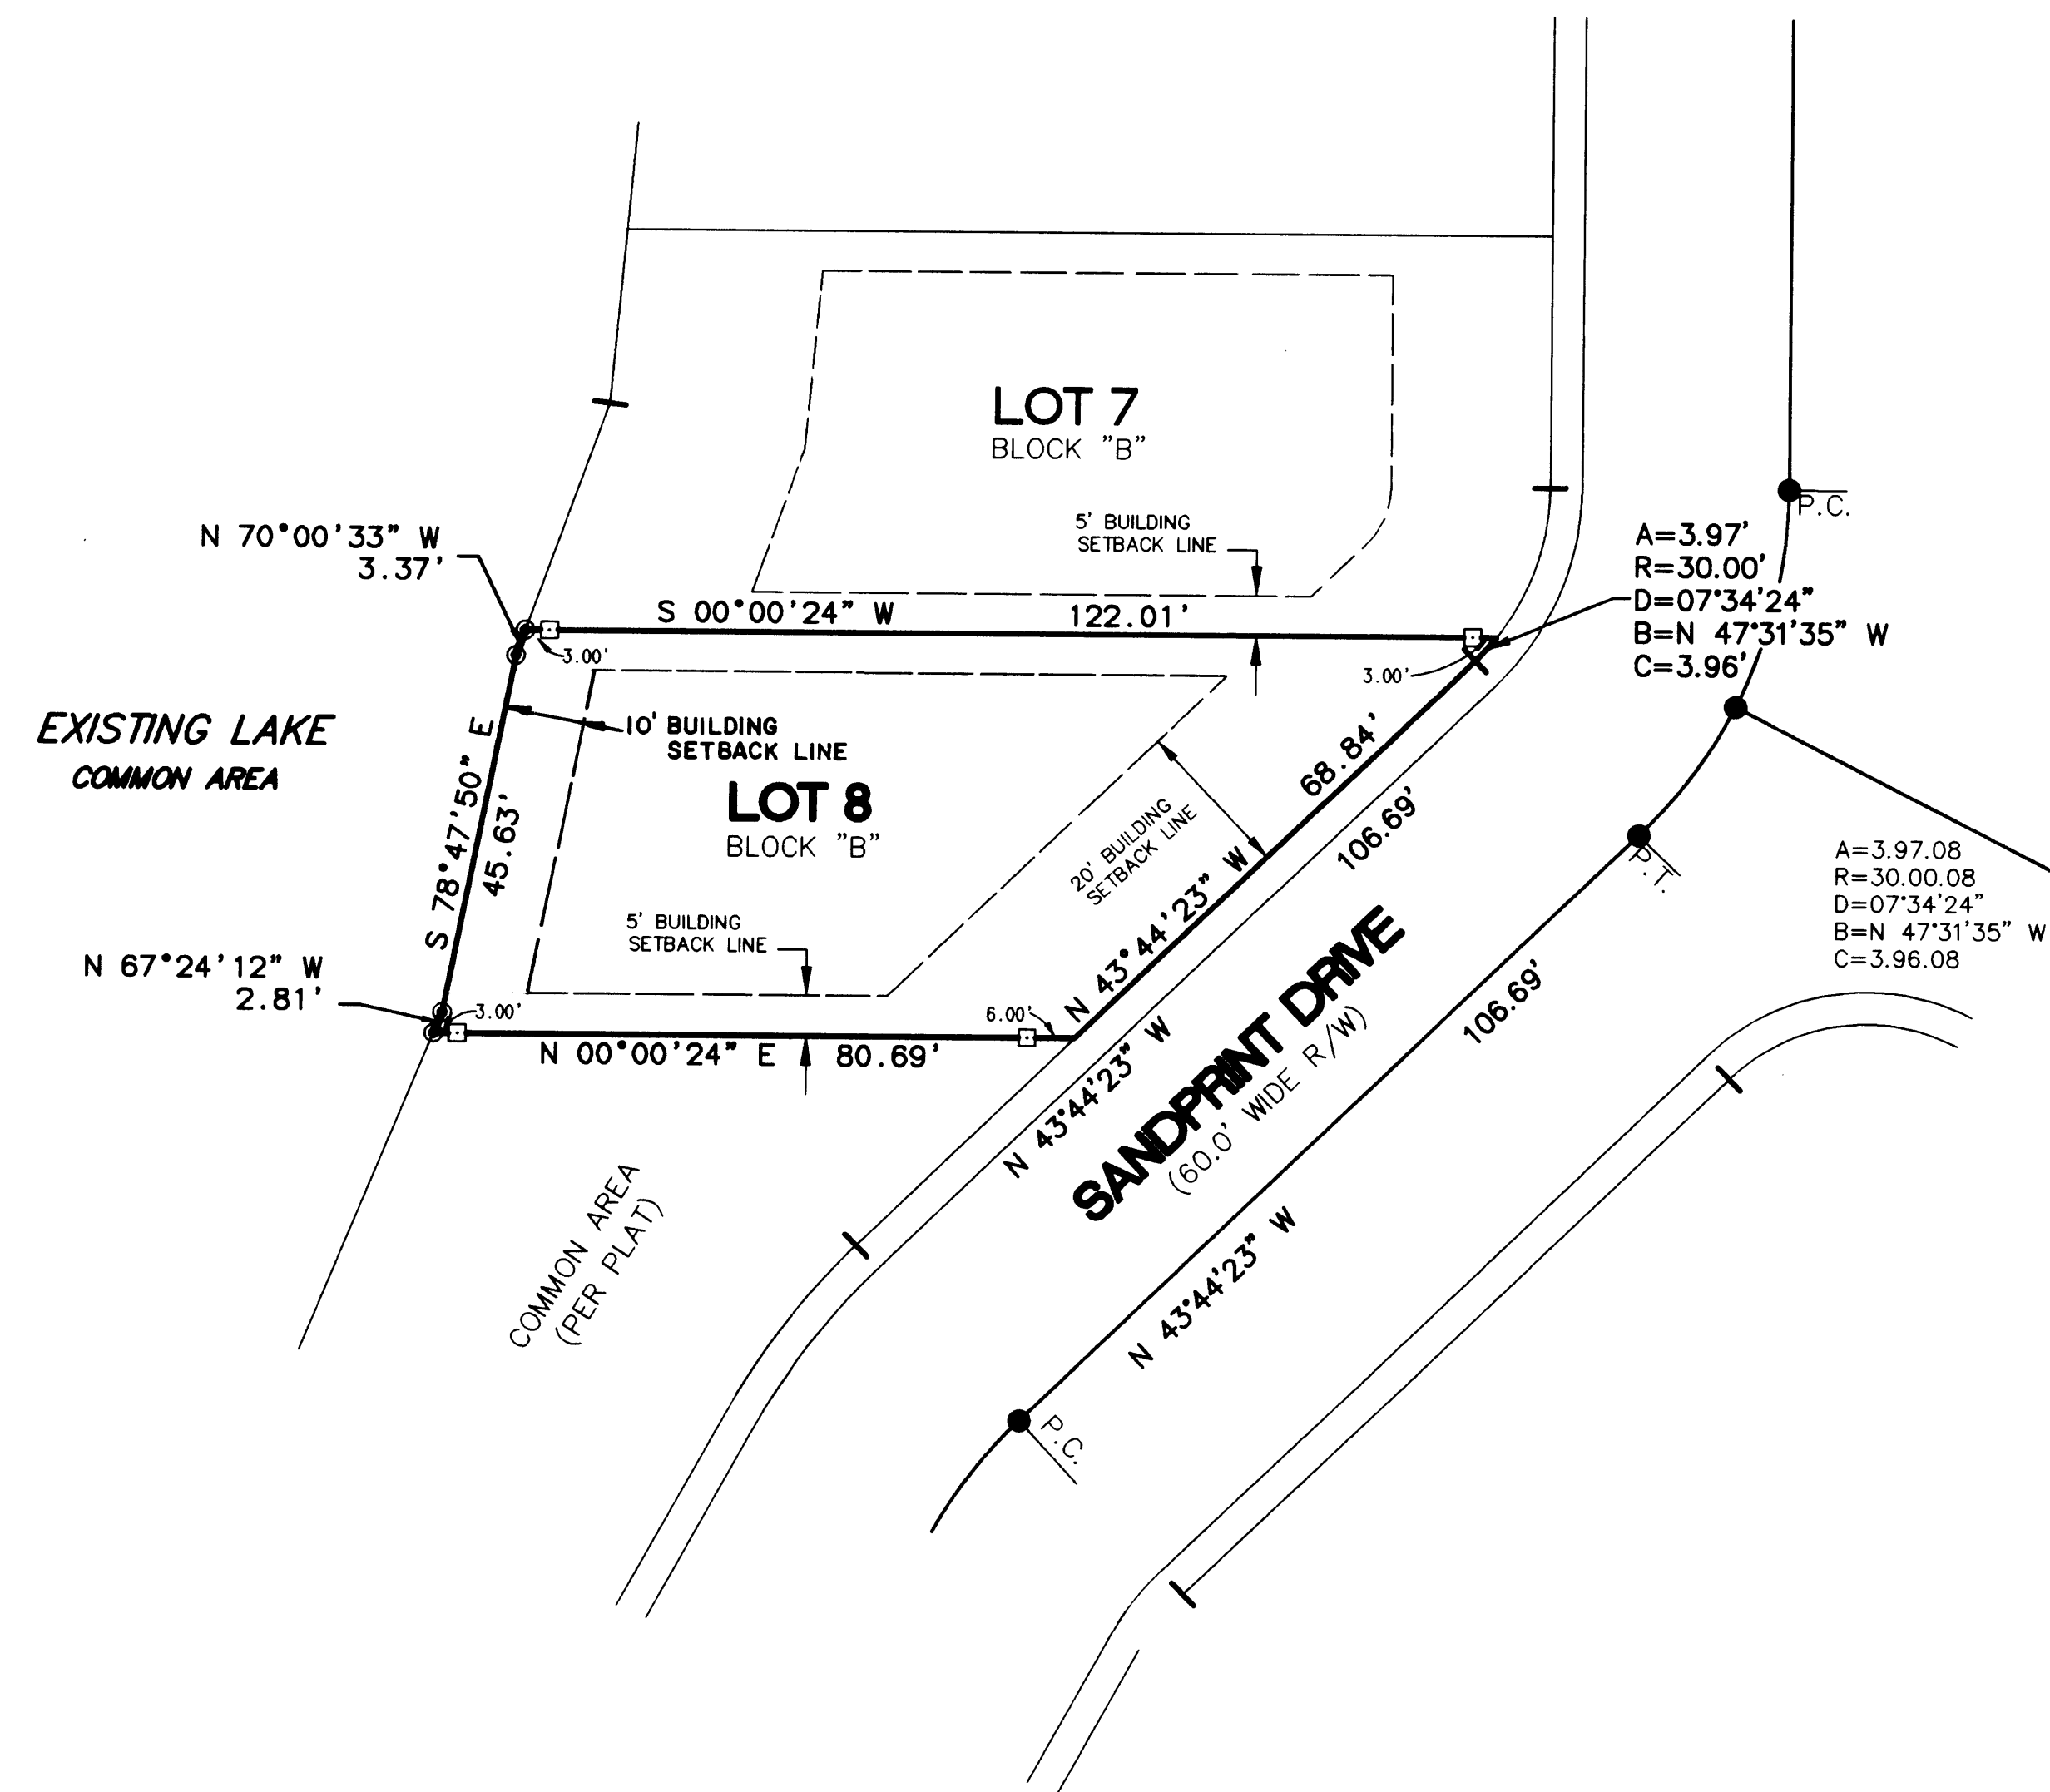 LOT 7
BLOCK "B"
5' BUILDING
SETBACK LINE
P.C.
N 70°00'33" W
3.37'
A=3.97'
R=30.00'
D=07°34'24"
B=N 47°31'35" W
C=3.96'
S 00°00'24" W 122.01'
3.00'
3.00'
EXISTING LAKE
COMMON AREA
10' BUILDING
SETBACK LINE
LOT 8
BLOCK "B"
S 78°47'50" E
45.63'
68.84'
106.69'
20' BUILDING
SETBACK LINE
N 43°44'23" W
P.T.
A=3.97.08
R=30.00.08
D=07°34'24"
B=N 47°31'35" W
C=3.96.08
5' BUILDING
SETBACK LINE
N 67°24'12" W
2.81'
3.00'
6.00'
N 00°00'24" E 80.69'
N 43°44'23" W
SANDPRINT DRIVE
(60.0' WIDE R/W)
106.69'
N 43°44'23" W
COMMON AREA
(PER PLAT)
P.C.